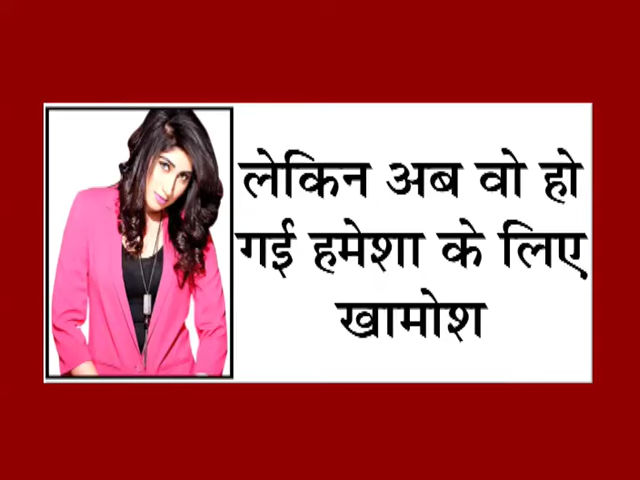 लेकिन अब वो हो
गई हमेशा के लिए
खामोश